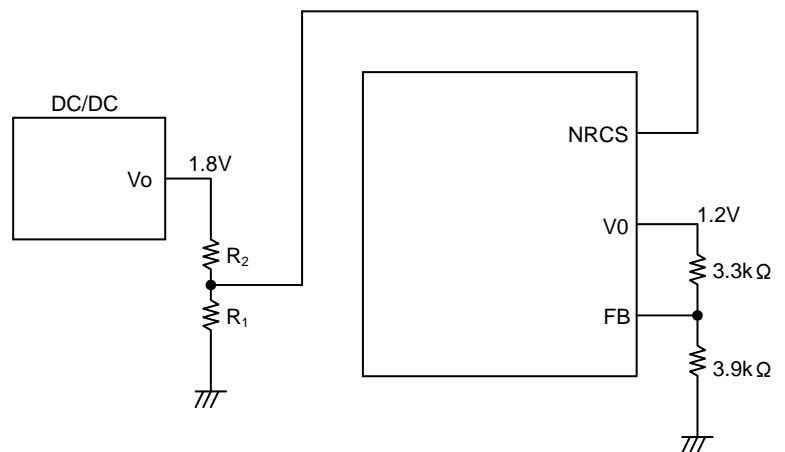 DC/DC
Vo
1.8V
R₂
R₁
NRCS
V0
1.2V
3.3kΩ
FB
3.9kΩ